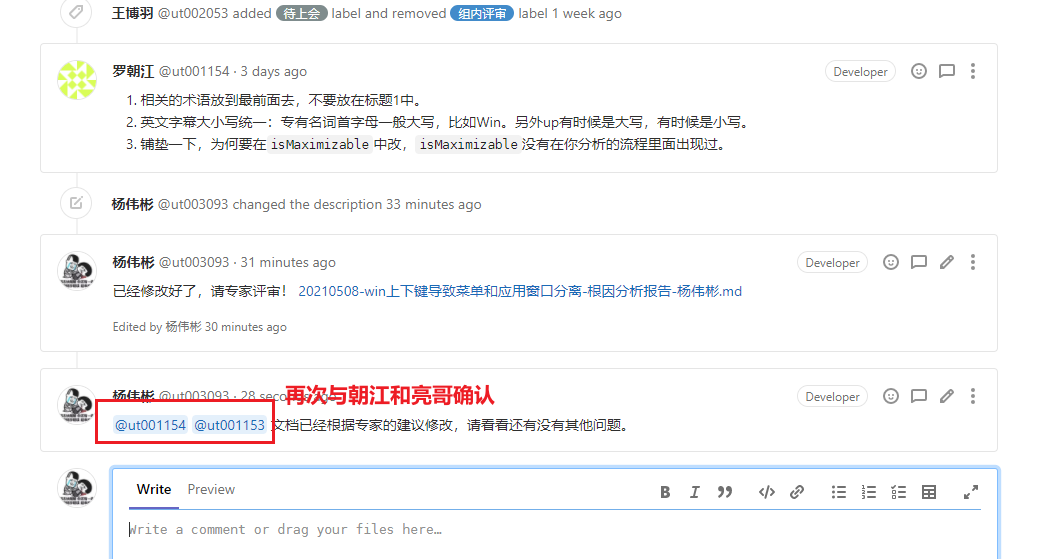 王博羽 @ut002053 added 待上会 label and removed 组内评审 label 1 week ago
罗朝江 @ut001154 · 3 days ago
Developer
1. 相关的术语放到最前面去，不要放在标题1中。
2. 英文字幕大小写统一：专有名词首字母一般大写，比如Win。另外up有时候是大写，有时候是小写。
3. 铺垫一下，为何要在 isMaximizable 中改， isMaximizable 没有在你分析的流程里面出现过。
杨伟彬 @ut003093 changed the description 33 minutes ago
杨伟彬 @ut003093 · 31 minutes ago
Developer
已经修改好了，请专家评审！ 20210508-win上下键导致菜单和应用窗口分离-根因分析报告-杨伟彬.md
Edited by 杨伟彬 30 minutes ago
再次与朝江和亮哥确认
杨伟彬 @ut003093 · 28 seconds ago
Developer
@ut001154 @ut001153 文档已经根据专家的建议修改，请看看还有没有其他问题。
Write Preview
Write a comment or drag your files here…